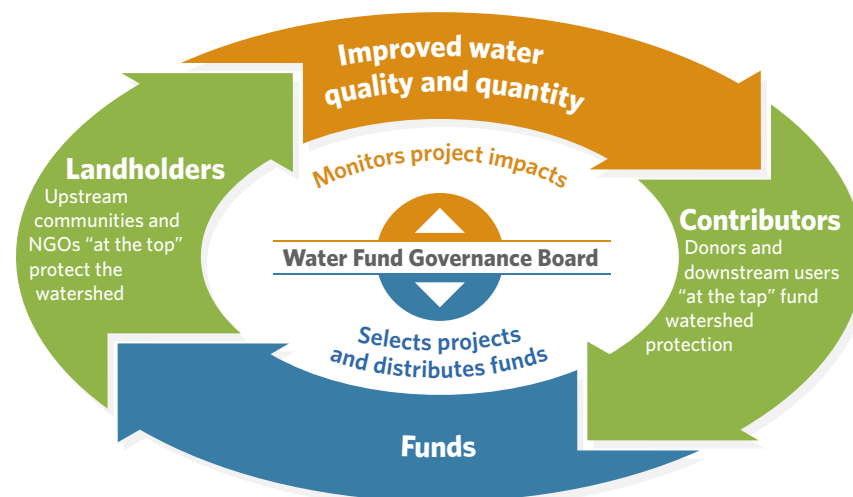 Improved water
quality and quantity
Monitors project impacts
Landholders
Upstream
communities and
NGOs “at the top”
protect the
watershed
Contributors
Donors and
downstream users
“at the tap” fund
watershed
protection
Water Fund Governance Board
Selects projects
and distributes funds
Funds